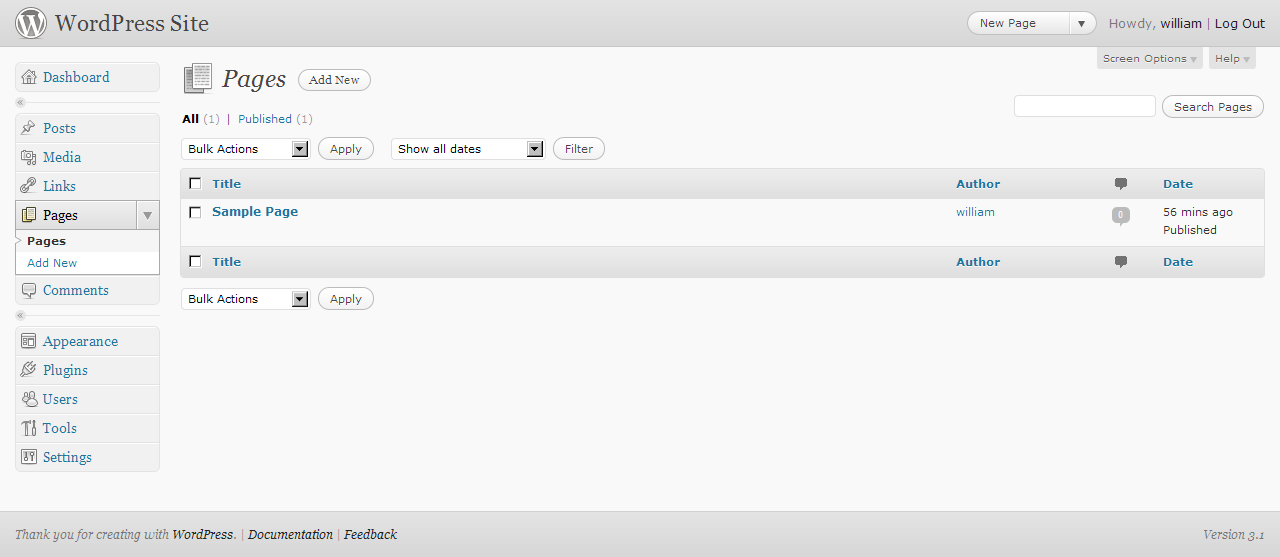 WordPress Site
New Page
Howdy, william | Log Out
Screen Options
Help
Dashboard
Posts
Media
Links
Pages
Pages
Add New
Comments
Appearance
Plugins
Users
Tools
Settings
Pages
Add New
Search Pages
All (1) | Published (1)
Bulk Actions
Apply
Show all dates
Filter
Title Author Date
Sample Page william 0 56 mins ago
Published
Title Author Date
Bulk Actions
Apply
Thank you for creating with WordPress. | Documentation | Feedback
Version 3.1